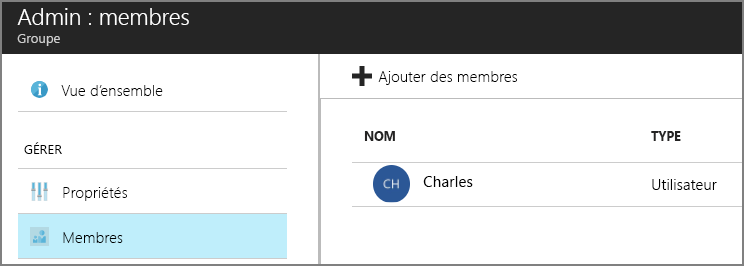 Admin : membres
Groupe
Vue d'ensemble
GÉRER
Propriétés
Membres
Ajouter des membres
NOM TYPE
CH Charles Utilisateur